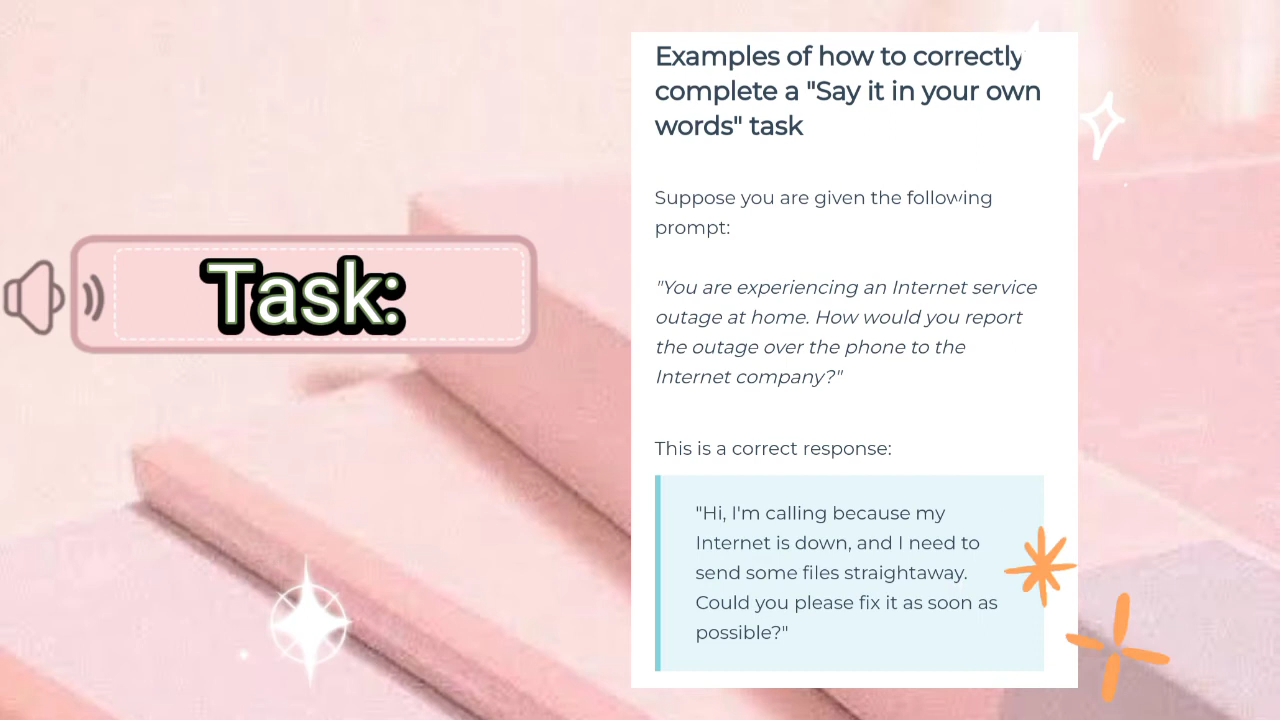 Task:
Examples of how to correctly
complete a "Say it in your own
words" task
Suppose you are given the following
prompt:
"You are experiencing an Internet service
outage at home. How would you report
the outage over the phone to the
Internet company?"
This is a correct response:
"Hi, I'm calling because my
Internet is down, and I need to
send some files straightaway.
Could you please fix it as soon as
possible?"